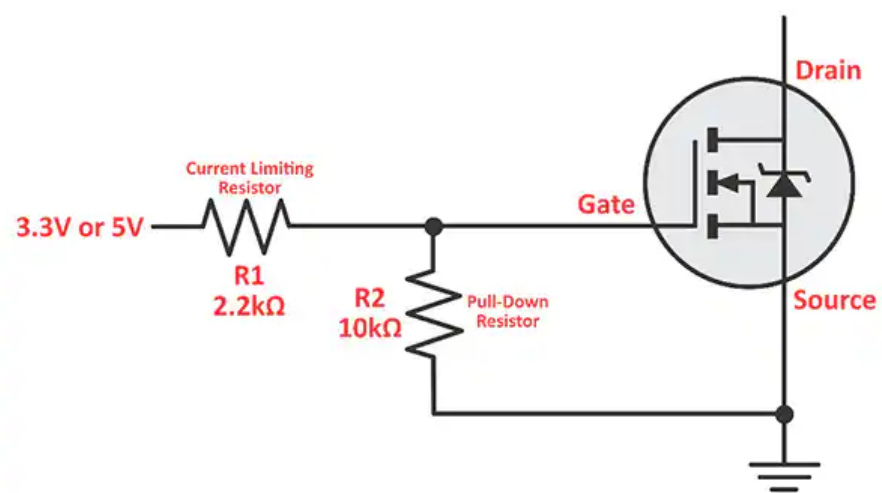 Drain
Current Limiting
Resistor
Gate
3.3V or 5V
R1
2.2kΩ
R2
10kΩ
Pull-Down
Resistor
Source